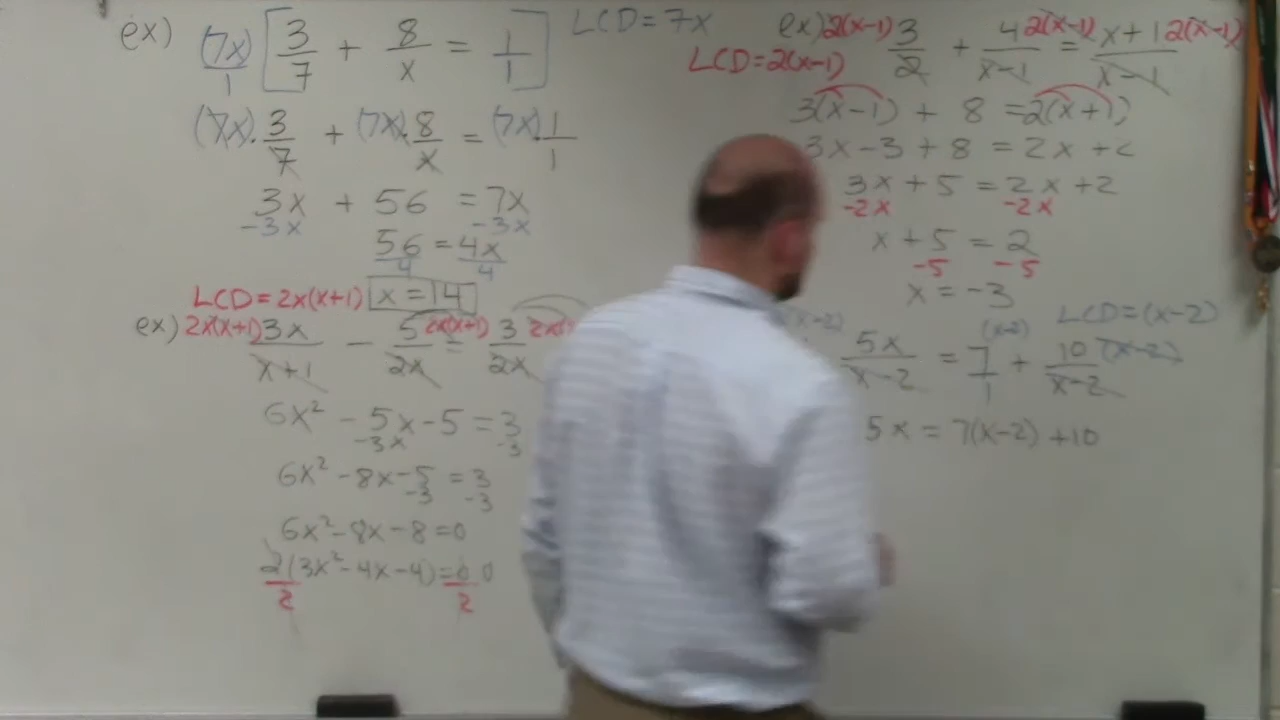 ex) (7x)/1 [3/7 + 8/x = 1/1] LCD = 7x
(7x)·3/7 + (7x)·8/x = (7x)·1/1
3x + 56 = 7x
-3x -3x
56 = 4x
4 4
x = 14
LCD = 2x(x+1)
ex) 2x(x+1) 3x/x+1 - 5/2x 2x(x+1) = 3/2x
6x² - 5x - 5 = 3
-3x -3
6x² - 8x - 5 = 3
-3 -3
6x² - 8x - 8 = 0
2(3x² - 4x - 4) = 0 0
2 2
ex) 2(x-1) 3/2 + 4/x-1 2(x-1) = x+1/x-1 2(x-1)
LCD = 2(x-1)
3(x-1) + 8 = 2(x+1)
3x - 3 + 8 = 2x + 2
3x + 5 = 2x + 2
-2x -2x
x + 5 = 2
-5 -5
x = -3
LCD = (x-2)
(x-2) 5x/x-2 = 7/1 (x-2) + 10/x-2 (x-2)
5x = 7(x-2) + 10